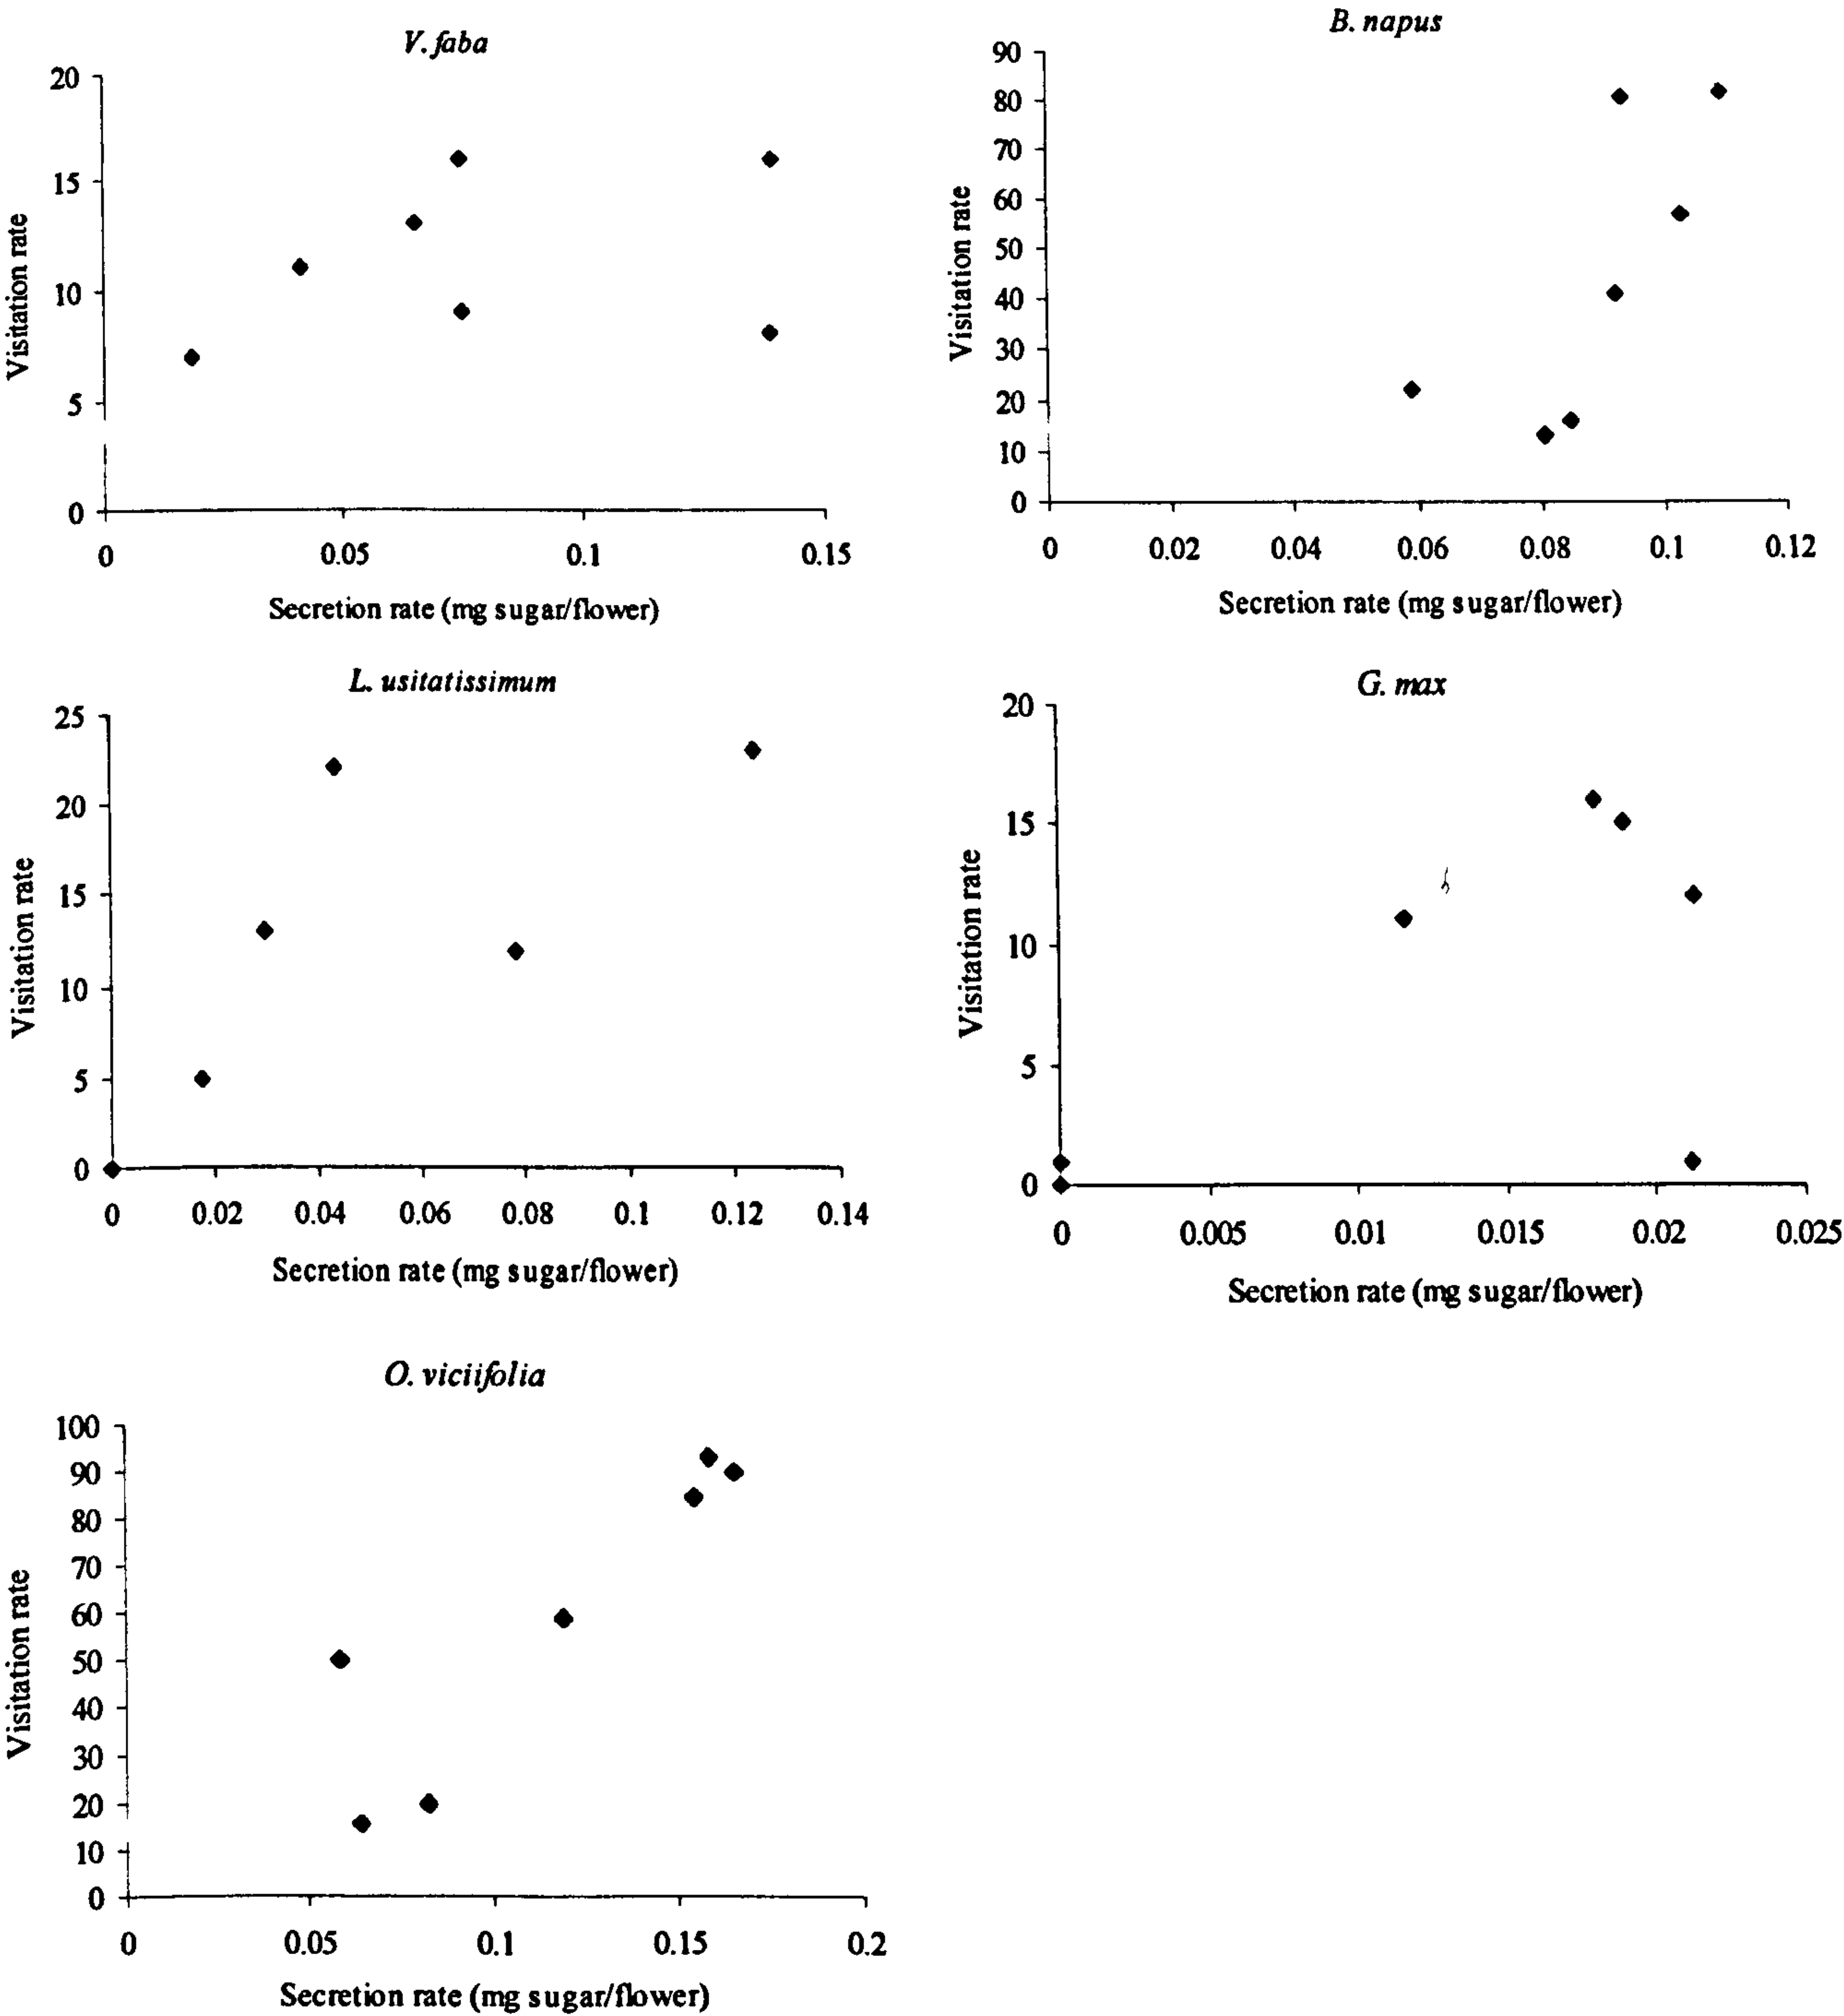 V. faba
20
15
10
5
0
Visitation rate
0 0.05 0.1 0.15
Secretion rate (mg sugar/flower)
B. napus
90
80
70
60
50
40
30
20
10
0
Visitation rate
0 0.02 0.04 0.06 0.08 0.1 0.12
Secretion rate (mg sugar/flower)
L. usitatissimum
25
20
15
10
5
0
Visitation rate
0 0.02 0.04 0.06 0.08 0.1 0.12 0.14
Secretion rate (mg sugar/flower)
G. max
20
15
10
5
0
Visitation rate
0 0.005 0.01 0.015 0.02 0.025
Secretion rate (mg sugar/flower)
O. viciifolia
100
90
80
70
60
50
40
30
20
10
0
Visitation rate
0 0.05 0.1 0.15 0.2
Secretion rate (mg sugar/flower)